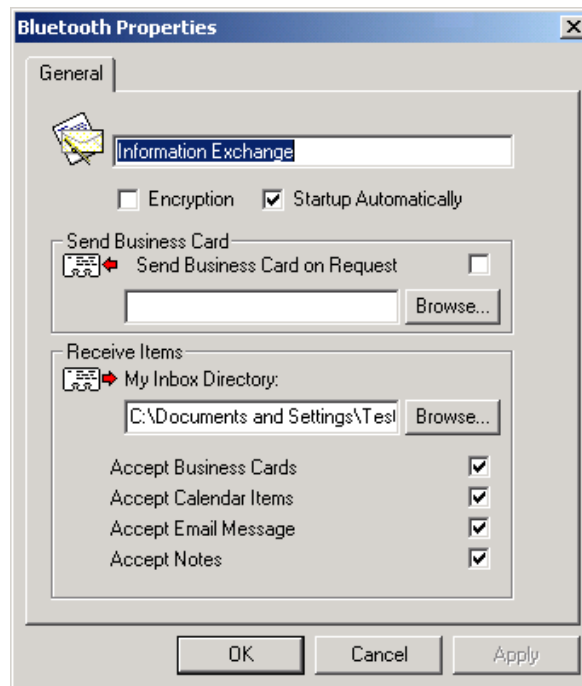 Bluetooth Properties
General
Information Exchange
Encryption Startup Automatically
Send Business Card
Send Business Card on Request
Browse...
Receive Items
My Inbox Directory:
C:\Documents and Settings\Test Browse...
Accept Business Cards
Accept Calendar Items
Accept Email Message
Accept Notes
OK Cancel Apply